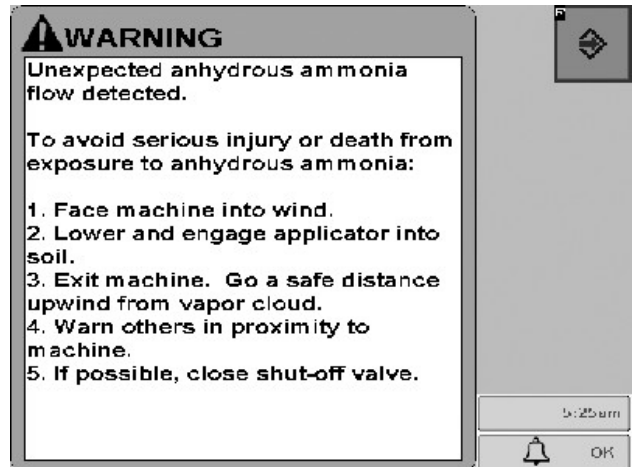 WARNING
Unexpected anhydrous ammonia
flow detected.
To avoid serious injury or death from
exposure to anhydrous ammonia:
1. Face machine into wind.
2. Lower and engage applicator into
soil.
3. Exit machine. Go a safe distance
upwind from vapor cloud.
4. Warn others in proximity to
machine.
5. If possible, close shut-off valve.
5:25am
OK